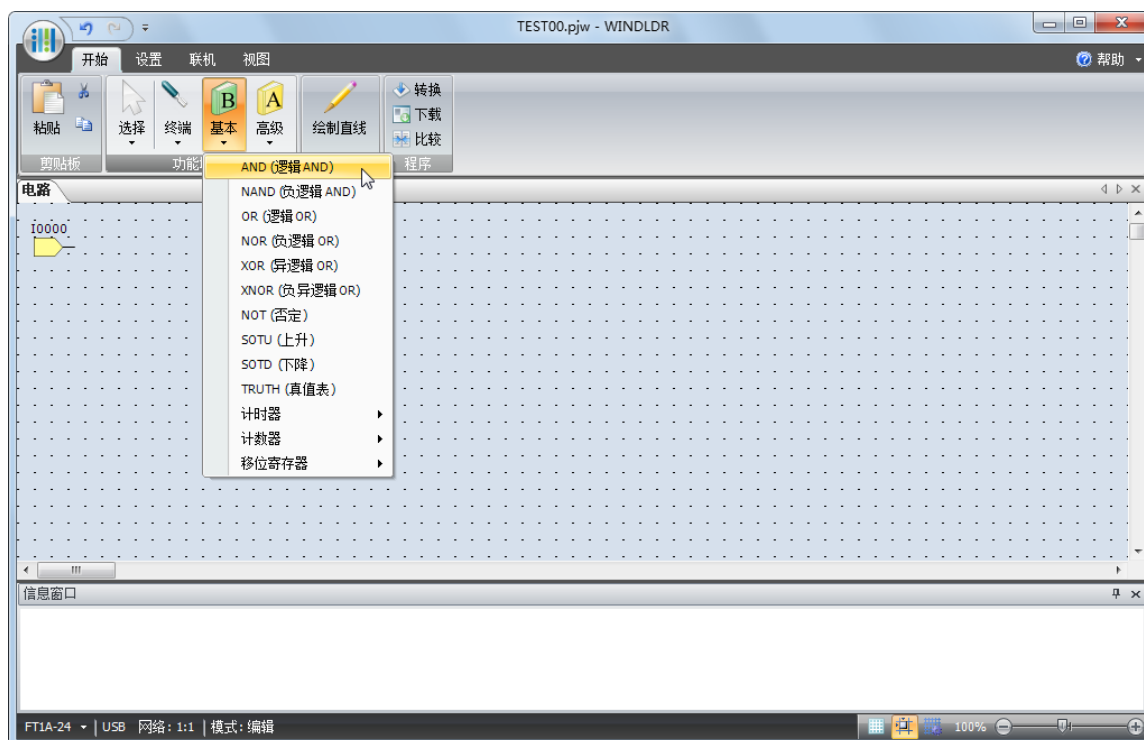 TEST00.pjw - WINDLDR
开始 设置 联机 视图 帮助
粘贴 选择 终端 B 基本 A 高级 绘制直线 转换
下载
比较
剪贴板 功能 程序
AND (逻辑 AND)
电路
NAND (负逻辑 AND)
OR (逻辑 OR)
I0000
NOR (负逻辑 OR)
XOR (异逻辑 OR)
XNOR (负异逻辑 OR)
NOT (否定)
SOTU (上升)
SOTD (下降)
TRUTH (真值表)
计时器
计数器
移位寄存器
信息窗口
FT1A-24 USB 网络: 1:1 模式: 编辑 100%